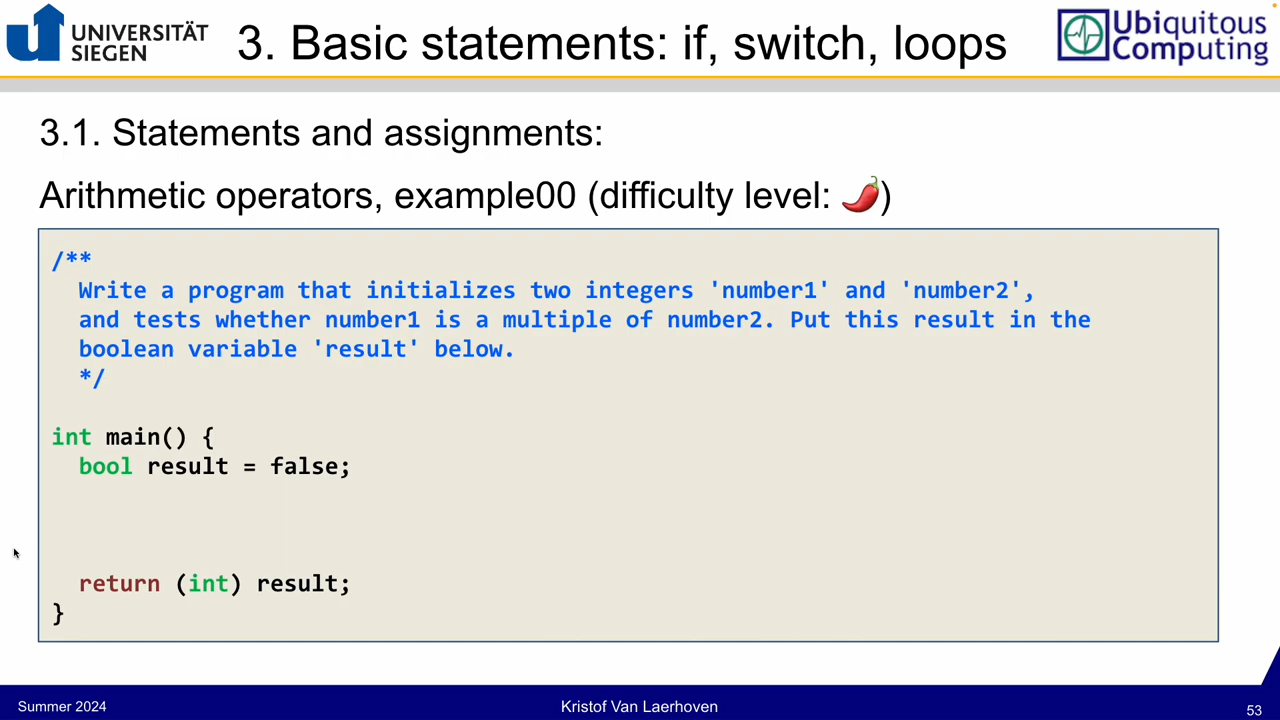 UNIVERSITÄT
SIEGEN
3. Basic statements: if, switch, loops
Ubiquitous
Computing
3.1. Statements and assignments:
Arithmetic operators, example00 (difficulty level: 🌶️)
/**
Write a program that initializes two integers 'number1' and 'number2',
and tests whether number1 is a multiple of number2. Put this result in the
boolean variable 'result' below.
*/
int main() {
bool result = false;
return (int) result;
}
Summer 2024
Kristof Van Laerhoven
53